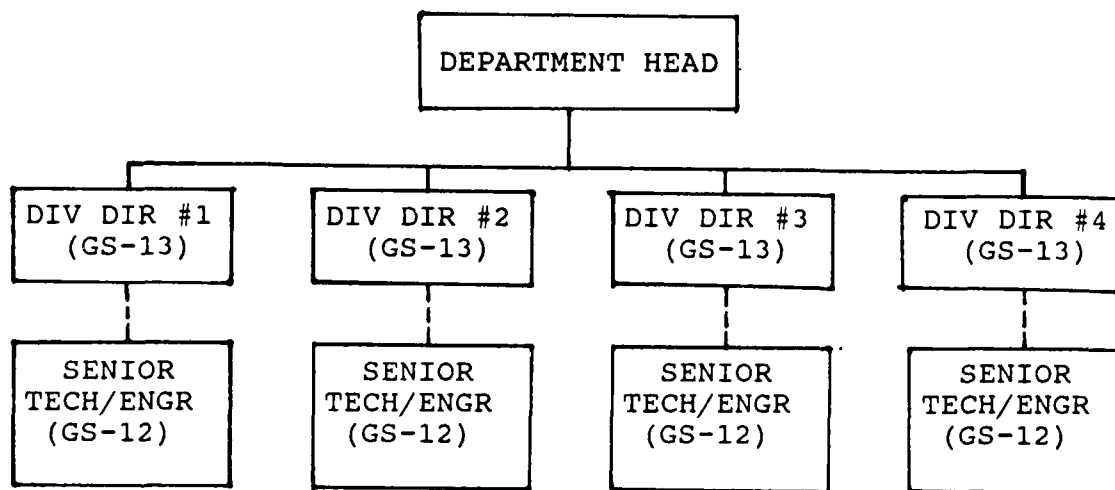 DEPARTMENT HEAD
DIV DIR #1
(GS-13)
DIV DIR #2
(GS-13)
DIV DIR #3
(GS-13)
DIV DIR #4
(GS-13)
SENIOR
TECH/ENGR
(GS-12)
SENIOR
TECH/ENGR
(GS-12)
SENIOR
TECH/ENGR
(GS-12)
SENIOR
TECH/ENGR
(GS-12)